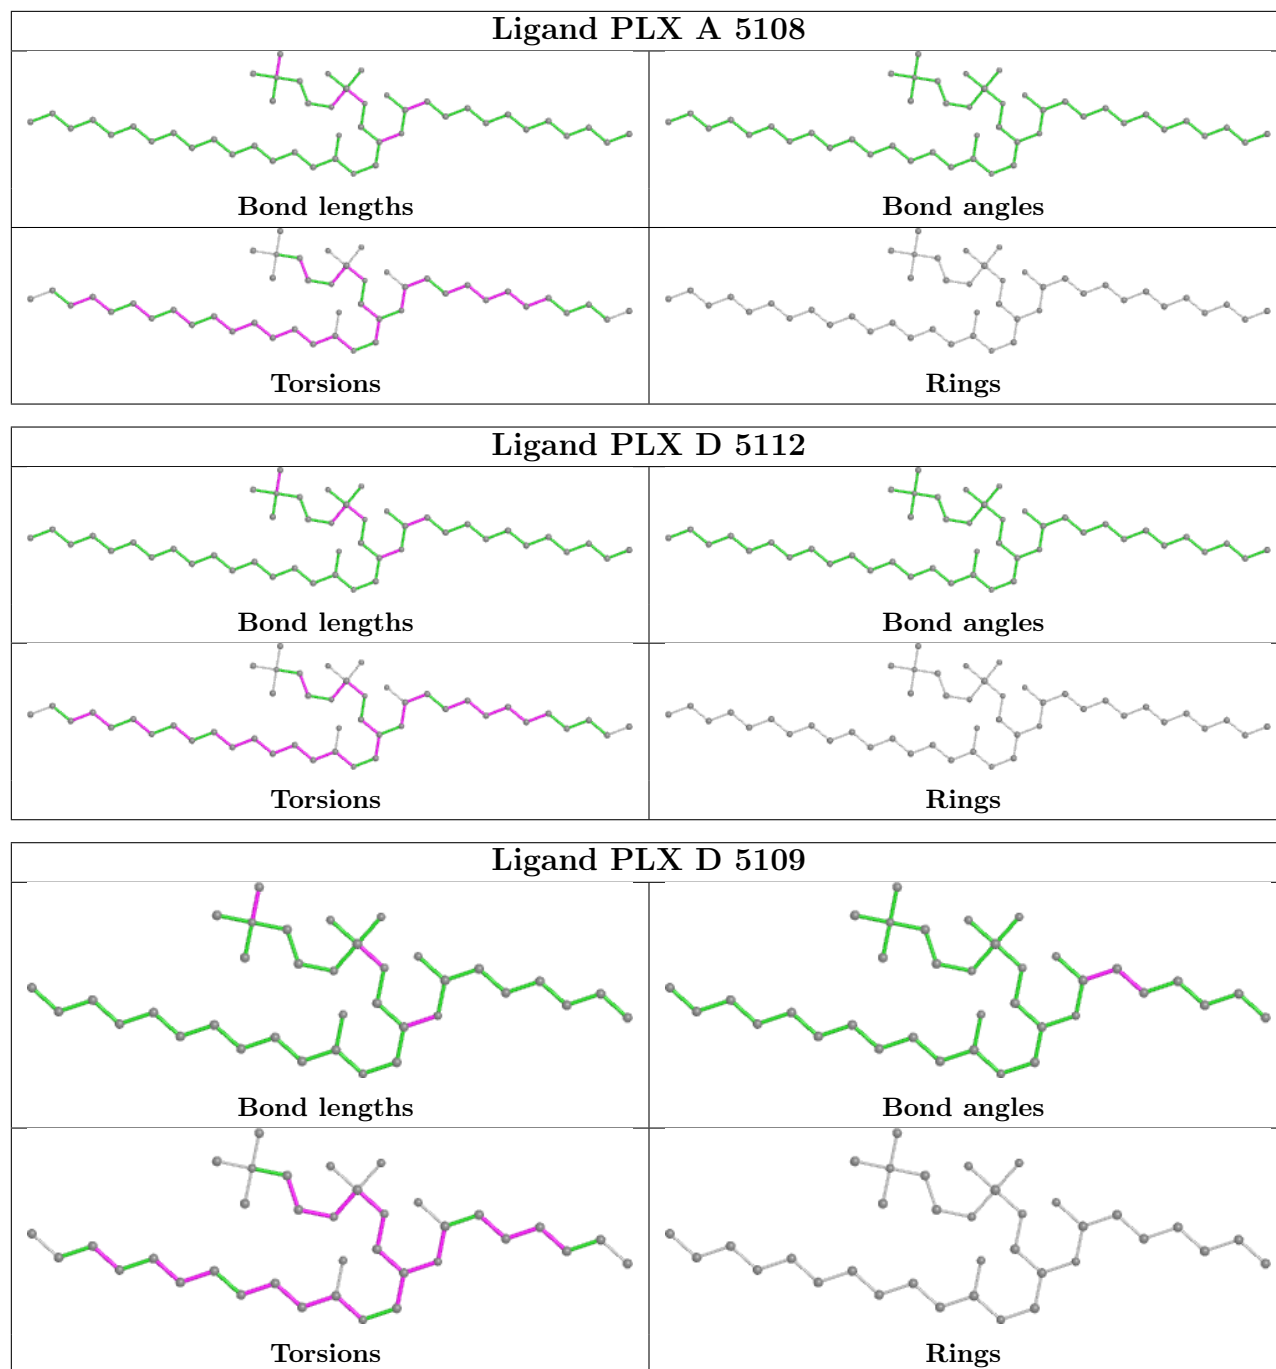 Ligand PLX A 5108
Bond lengths Bond angles
Torsions Rings
Ligand PLX D 5112
Bond lengths Bond angles
Torsions Rings
Ligand PLX D 5109
Bond lengths Bond angles
Torsions Rings